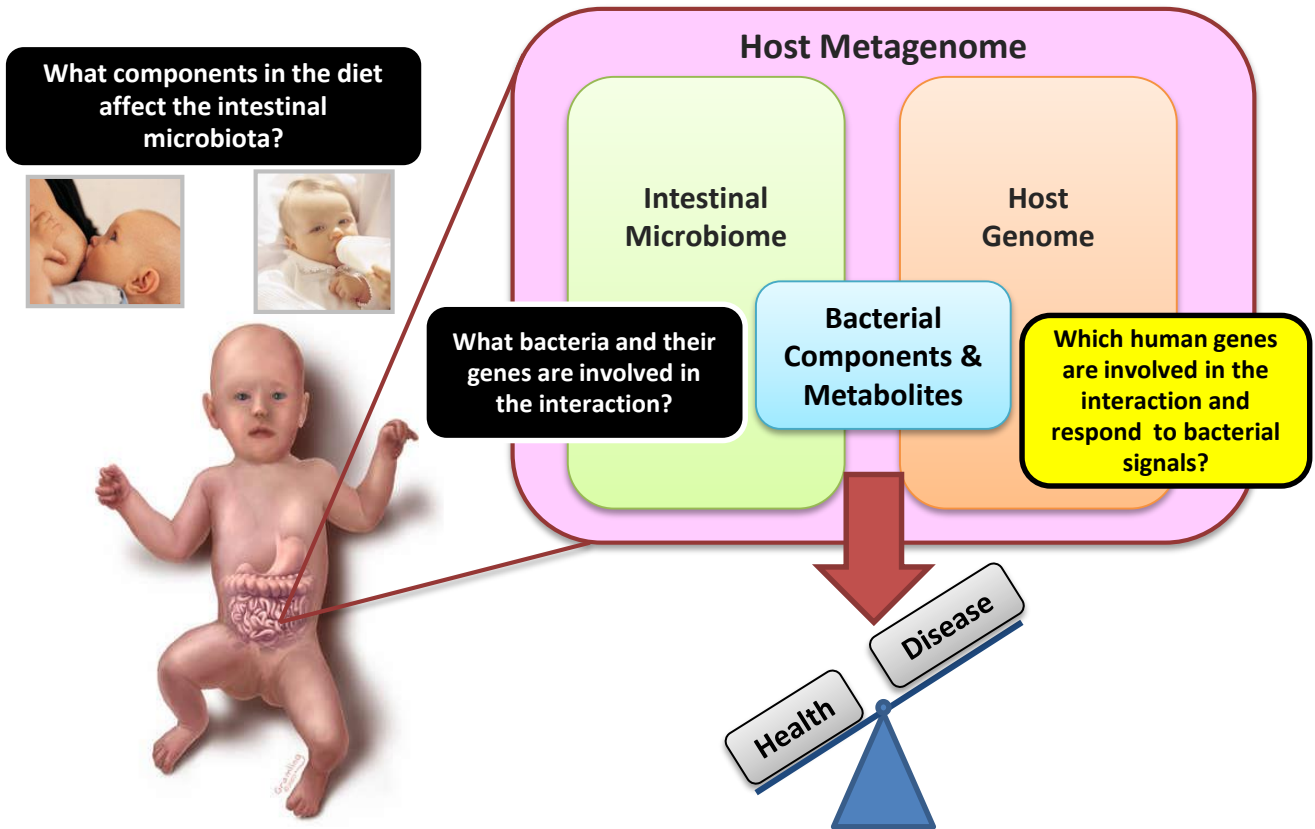 Host Metagenome
What components in the diet
affect the intestinal
microbiota?
Intestinal
Microbiome
Host
Genome
What bacteria and their
genes are involved in
the interaction?
Bacterial
Components &
Metabolites
Which human genes
are involved in the
interaction and
respond to bacterial
signals?
Disease
Health
Gramling